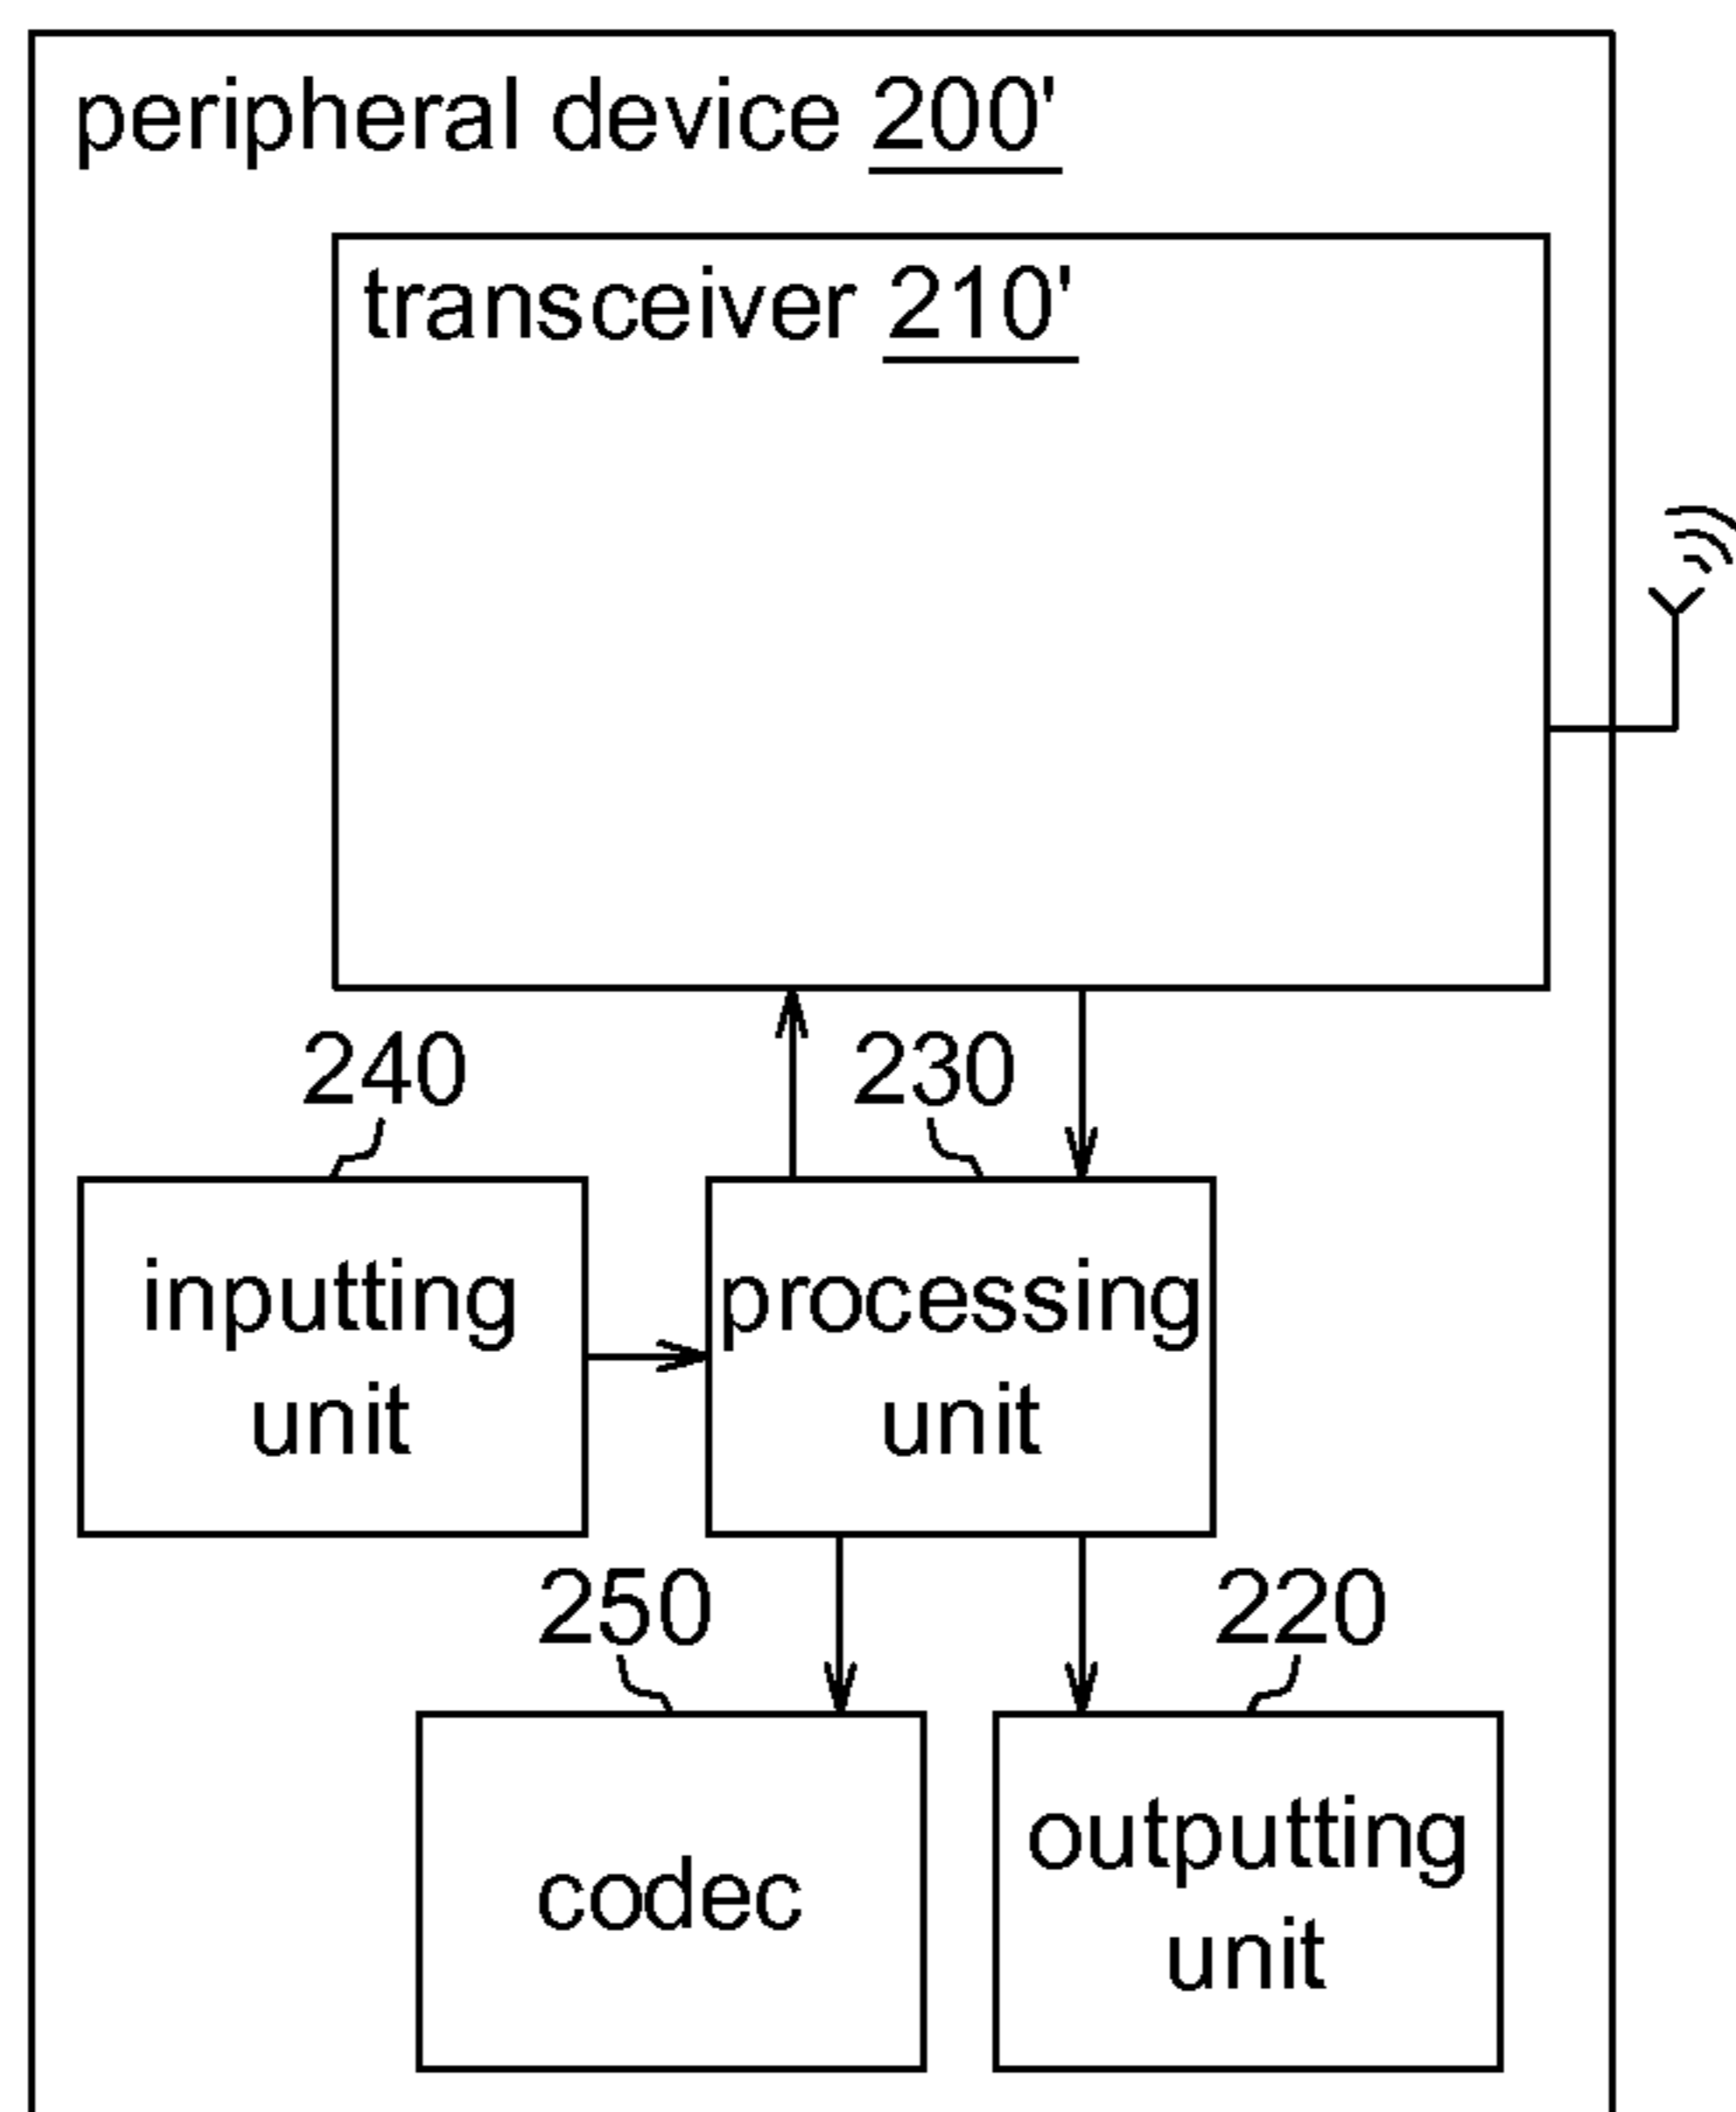 peripheral device 200'
transceiver 210'
240
230
inputting
unit
processing
unit
250
220
codec
outputting
unit